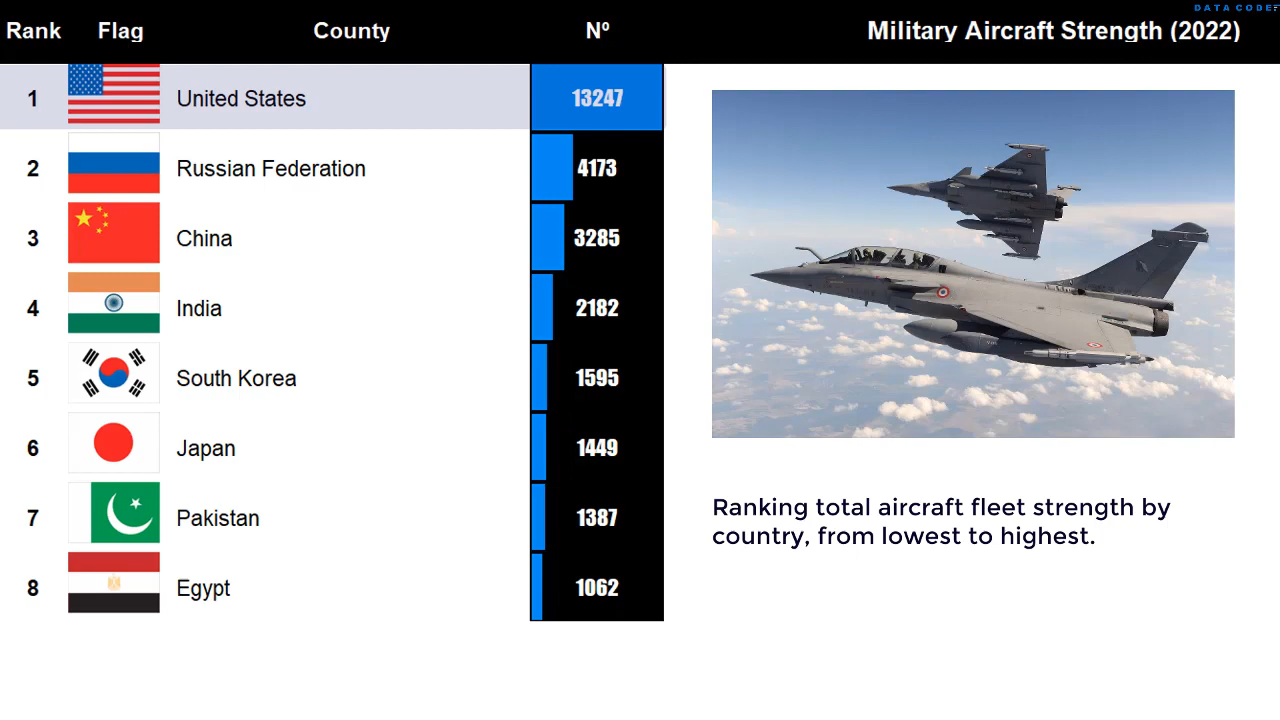 DATA CODE
Rank Flag County Nº Military Aircraft Strength (2022)
1 United States 13247
2 Russian Federation 4173
3 China 3285
4 India 2182
5 South Korea 1595
6 Japan 1449
7 Pakistan 1387
8 Egypt 1062
Ranking total aircraft fleet strength by
country, from lowest to highest.